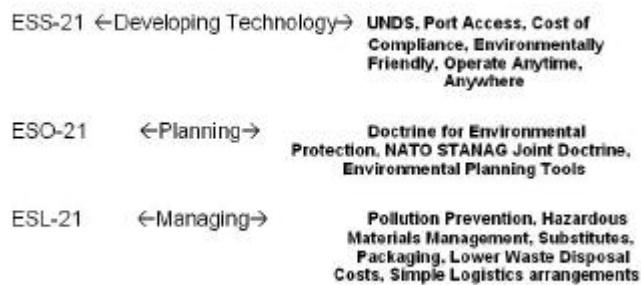 ESS-21 ←Developing Technology→ UNDS, Port Access, Cost of
Compliance, Environmentally
Friendly, Operate Anytime,
Anywhere
ESO-21 ←Planning→ Doctrine for Environmental
Protection, NATO STANAG Joint Doctrine,
Environmental Planning Tools
ESL-21 ←Managing→ Pollution Prevention, Hazardous
Materials Management, Substitutes,
Packaging, Lower Waste Disposal
Costs, Simple Logistics arrangements